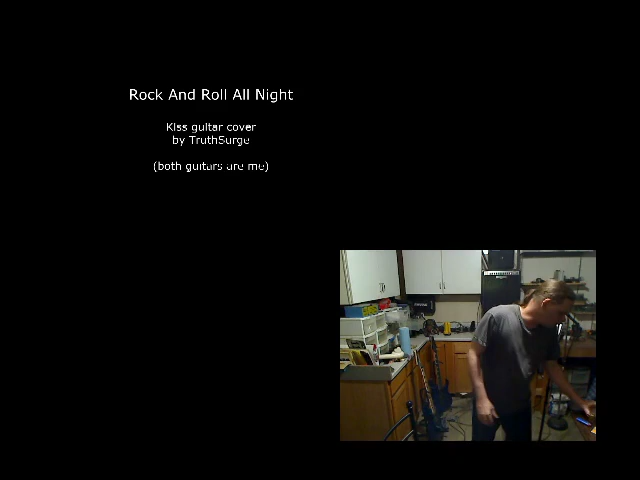 Rock And Roll All Night
Kiss guitar cover
by TruthSurge
(both guitars are me)